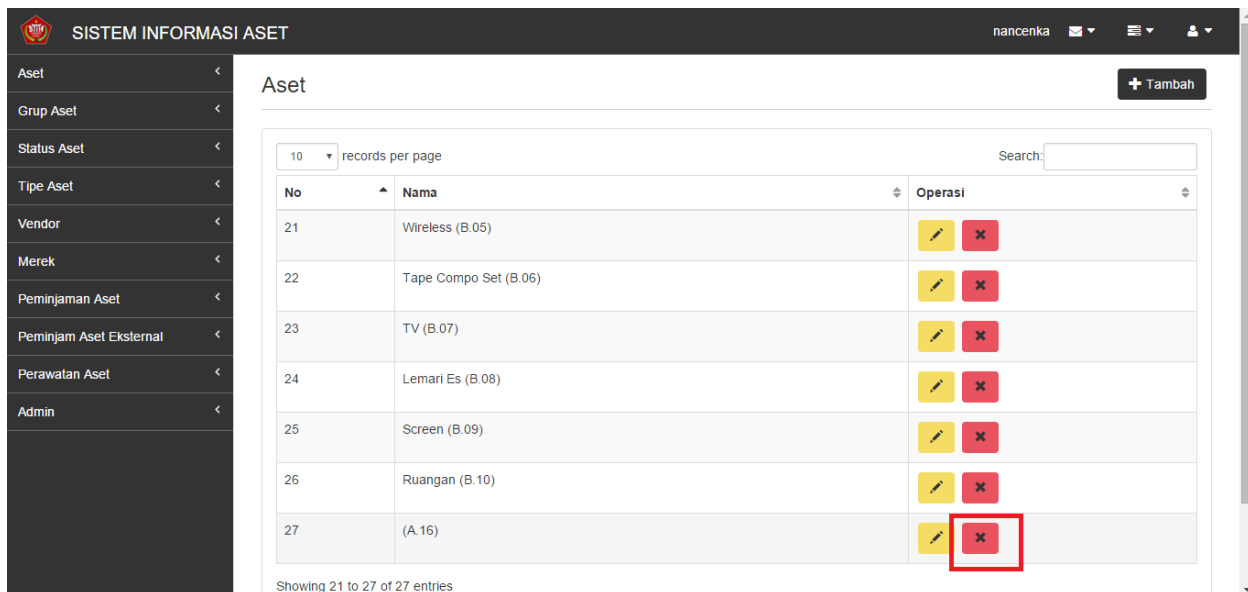 STTH
SISTEM INFORMASI ASET
nancenka
Aset
Grup Aset
Status Aset
Tipe Aset
Vendor
Merek
Peminjaman Aset
Peminjam Aset Eksternal
Perawatan Aset
Admin
Aset
Tambah
10 records per page
Search:
No Nama Operasi
21 Wireless (B.05)
22 Tape Compo Set (B.06)
23 TV (B.07)
24 Lemari Es (B.08)
25 Screen (B.09)
26 Ruangan (B.10)
27 (A.16)
Showing 21 to 27 of 27 entries